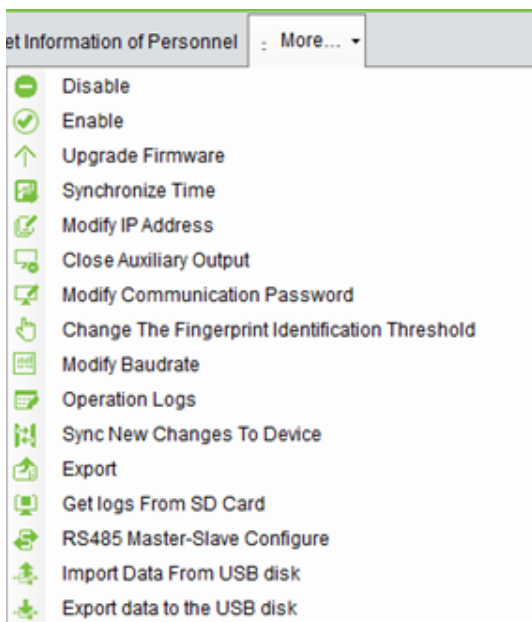 et Information of Personnel More...
Disable
Enable
Upgrade Firmware
Synchronize Time
Modify IP Address
Close Auxiliary Output
Modify Communication Password
Change The Fingerprint Identification Threshold
Modify Baudrate
Operation Logs
Sync New Changes To Device
Export
Get logs From SD Card
RS485 Master-Slave Configure
Import Data From USB disk
Export data to the USB disk